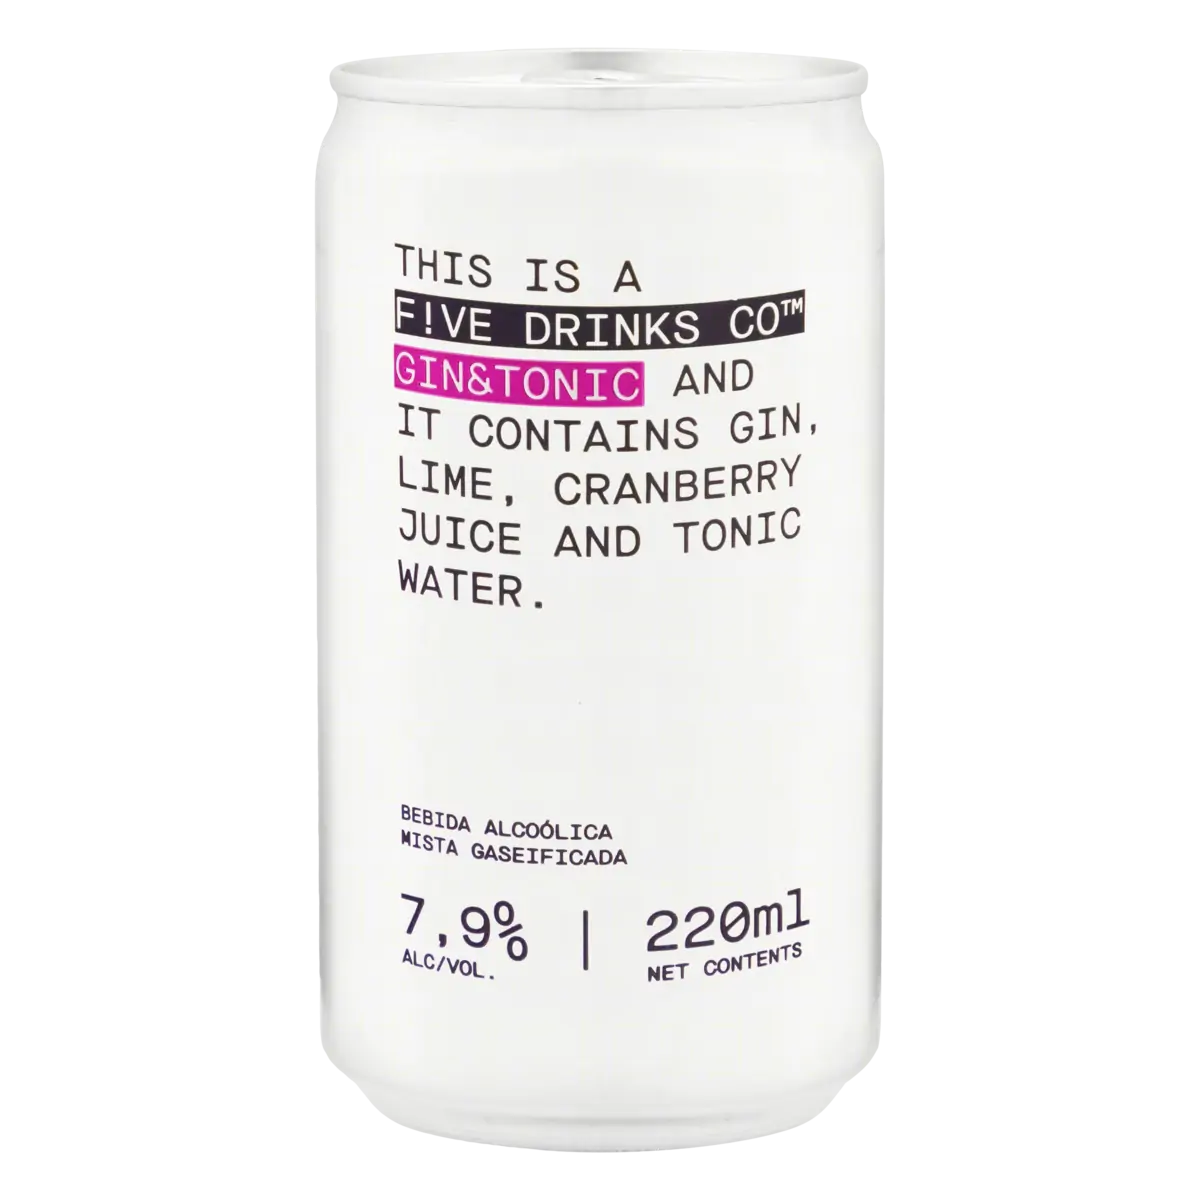 THIS IS A
F!VE DRINKS CO™
GIN&TONIC AND
IT CONTAINS GIN,
LIME, CRANBERRY
JUICE AND TONIC
WATER.
BEBIDA ALCOÓLICA
MISTA GASEIFICADA
7,9% | 220ml
ALC/VOL. NET CONTENTS